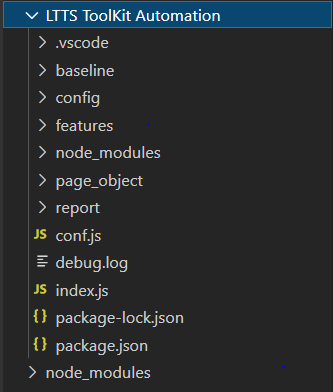 LTTS ToolKit Automation
.vscode
baseline
config
features
node_modules
page_object
report
JS conf.js
debug.log
JS index.js
{} package-lock.json
{} package.json
node_modules